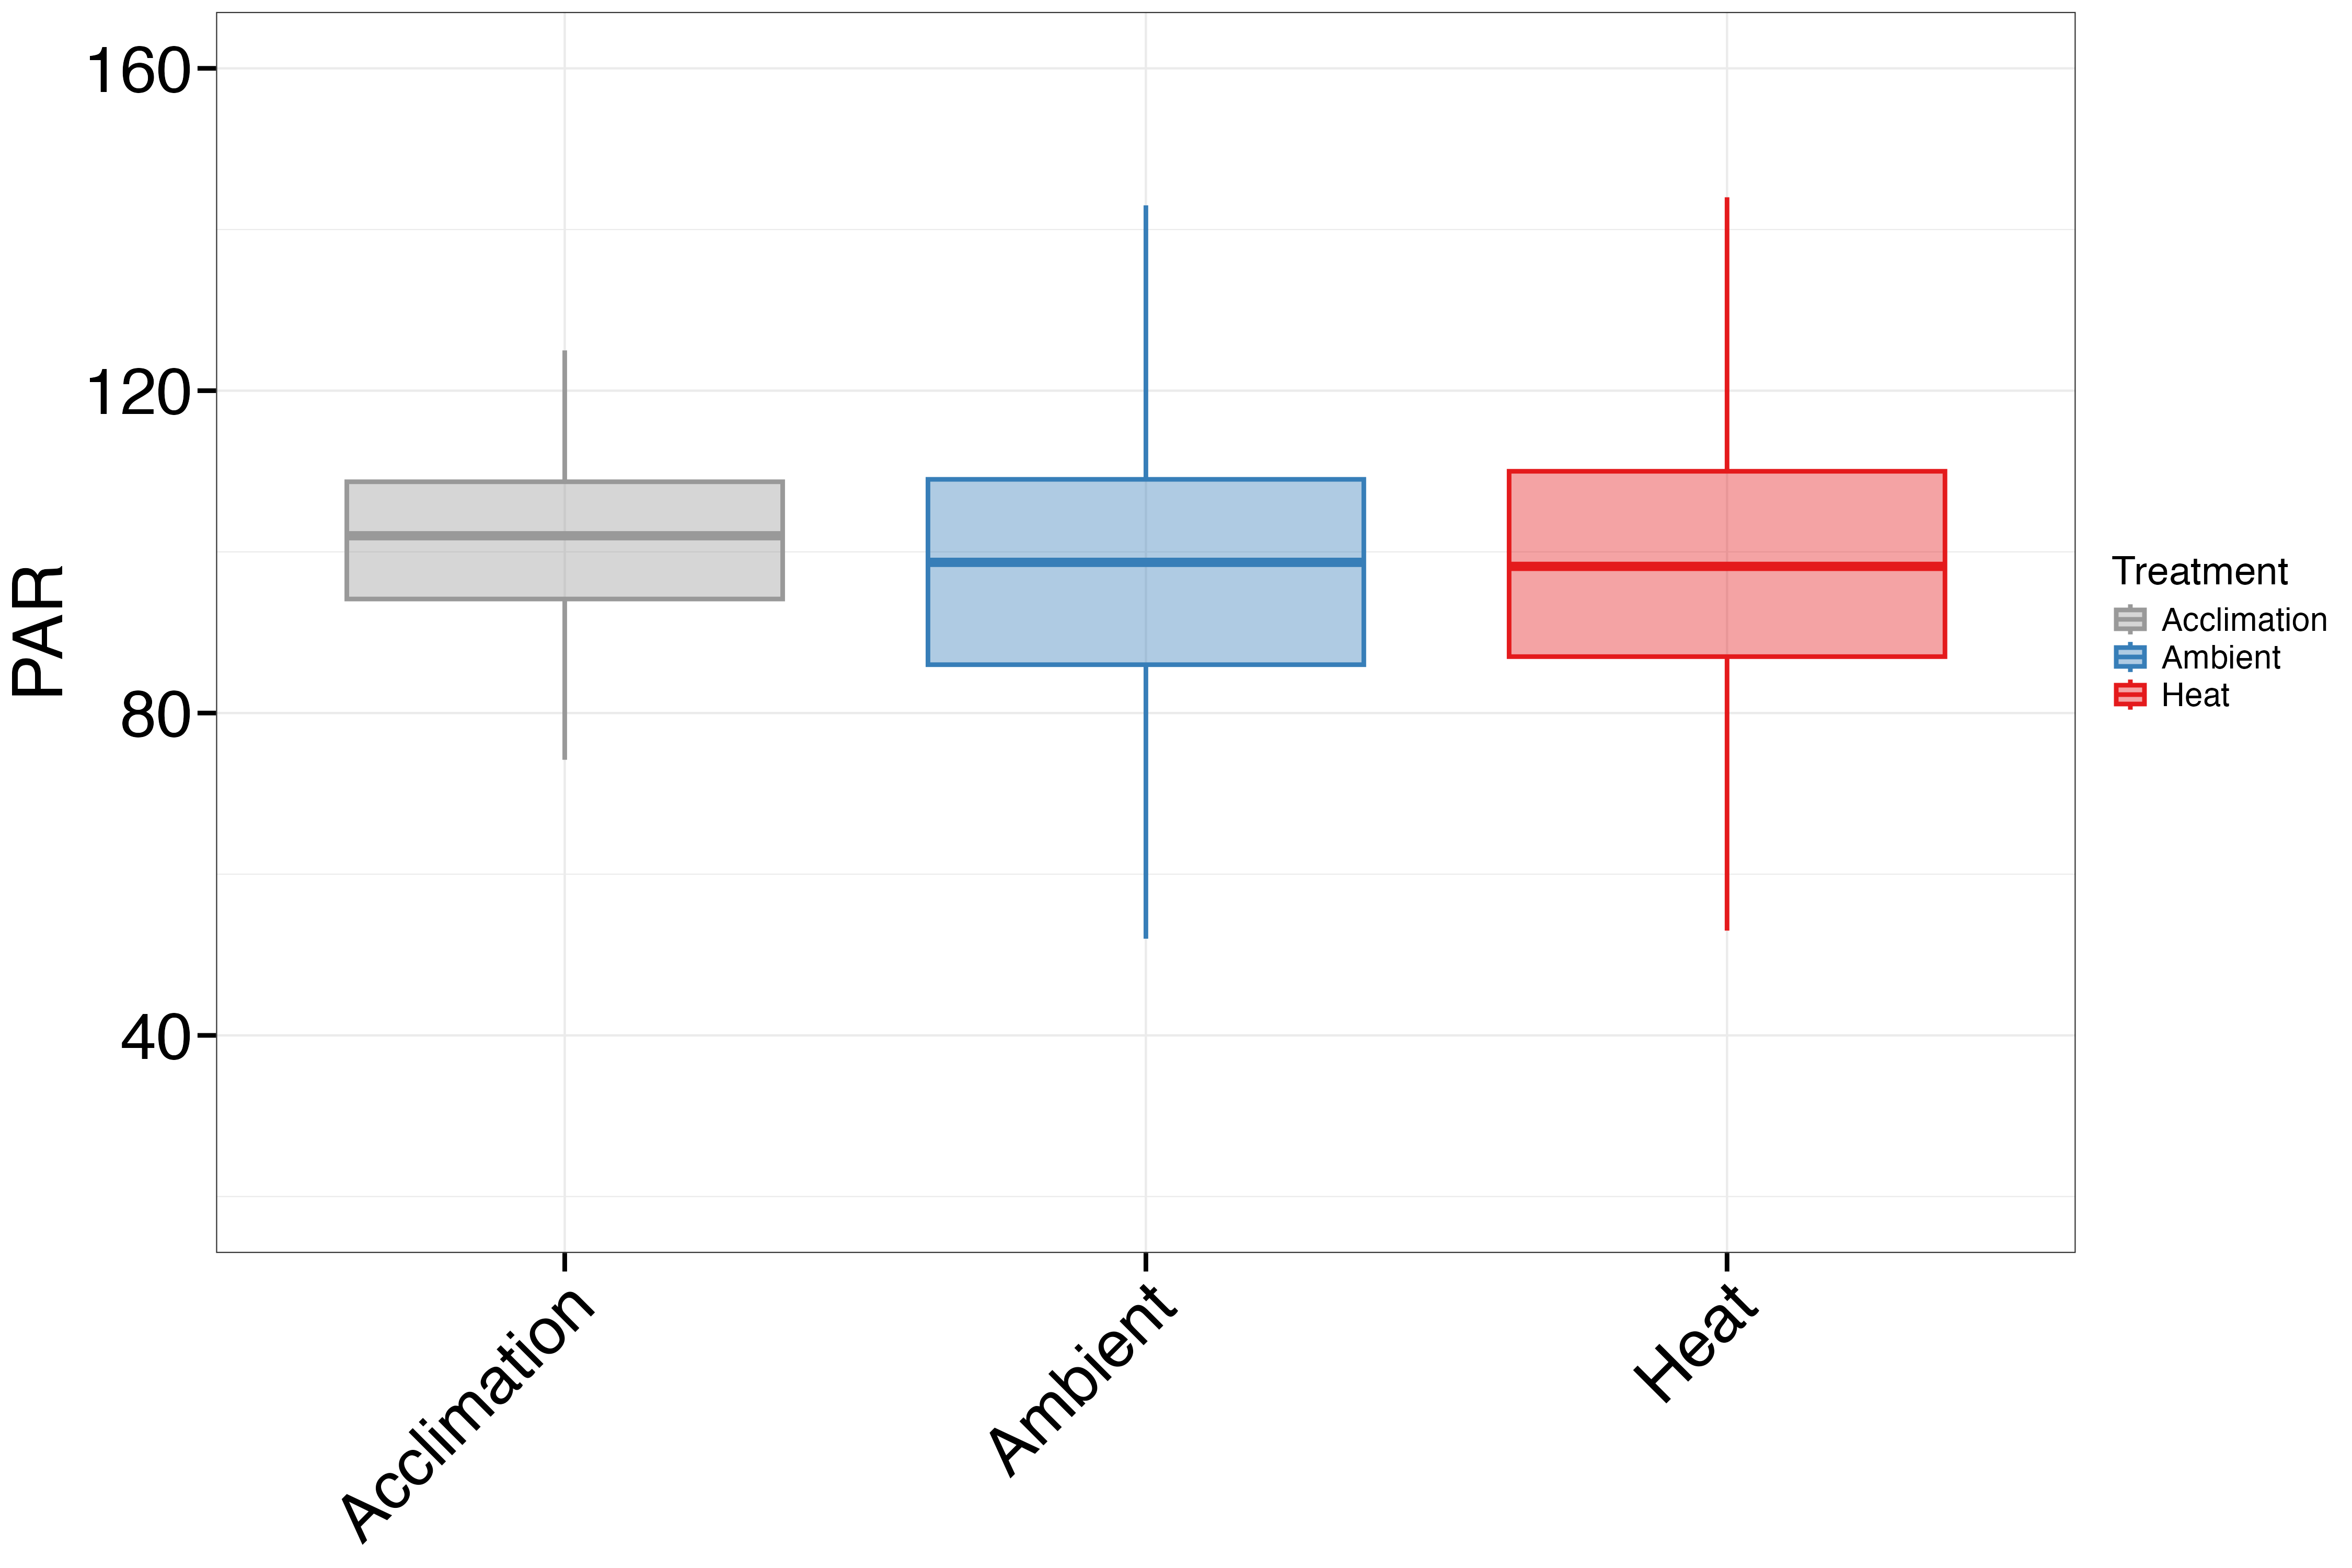 160
120
80
40
PAR
Acclimation
Ambient
Heat
Treatment
Acclimation
Ambient
Heat